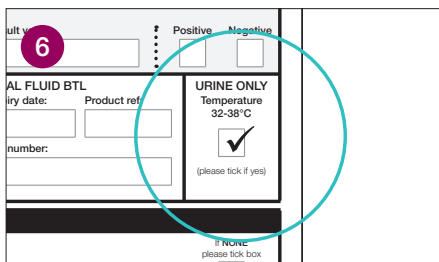 6
ult
Positive Negative
AL FLUID BTL
iry date: Product ref:
number:
URINE ONLY
Temperature
32-38°C
(please tick if yes)
If NONE
please tick box